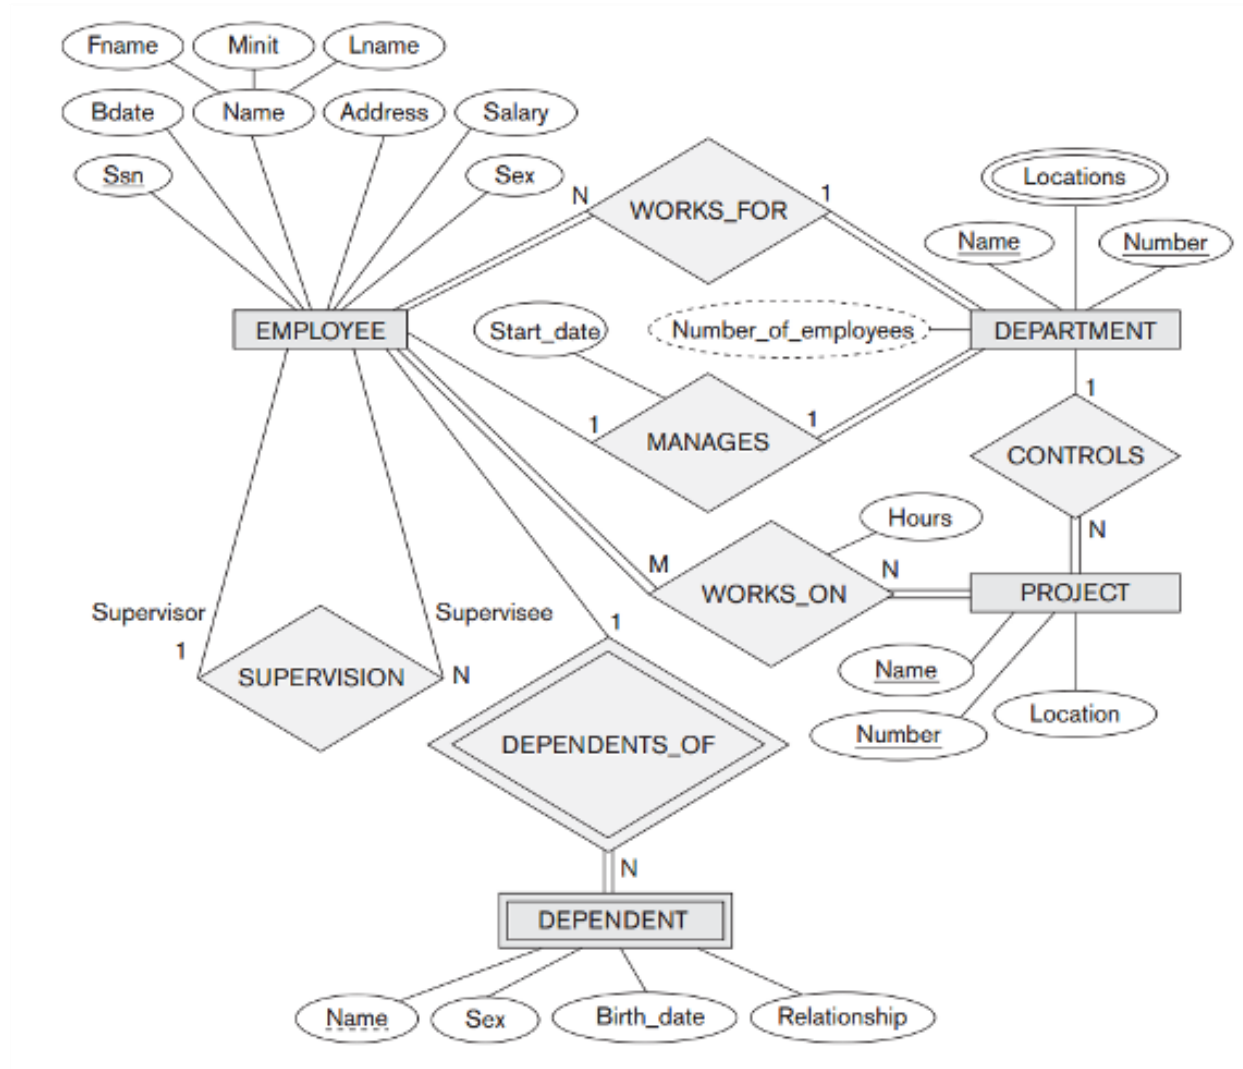 Fname
Minit
Lname
Bdate
Name
Address
Salary
Ssn
Sex
N
WORKS_FOR
1
Locations
Name
Number
EMPLOYEE
Start_date
Number_of_employees
DEPARTMENT
1
MANAGES
1
1
CONTROLS
N
Hours
M
WORKS_ON
N
PROJECT
Supervisor
1
SUPERVISION
Supervisee
N
1
DEPENDENTS_OF
Name
Number
Location
N
DEPENDENT
Name
Sex
Birth_date
Relationship